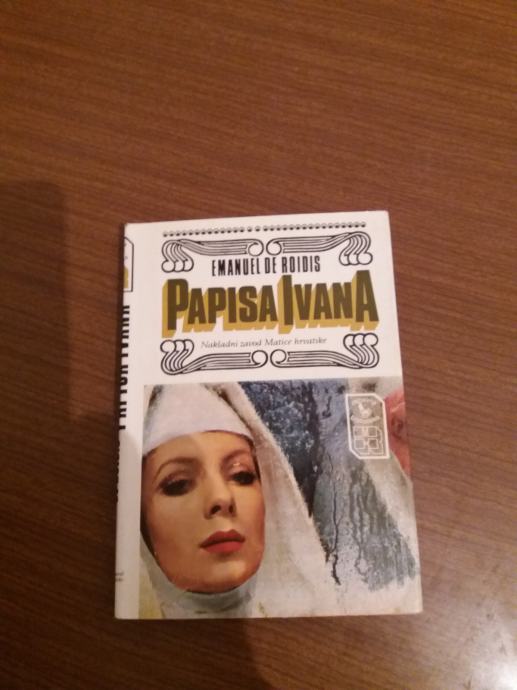 EMANUEL DE ROIDIS
PAPISA IVANA
Nakladni zavod Matice hrvatske